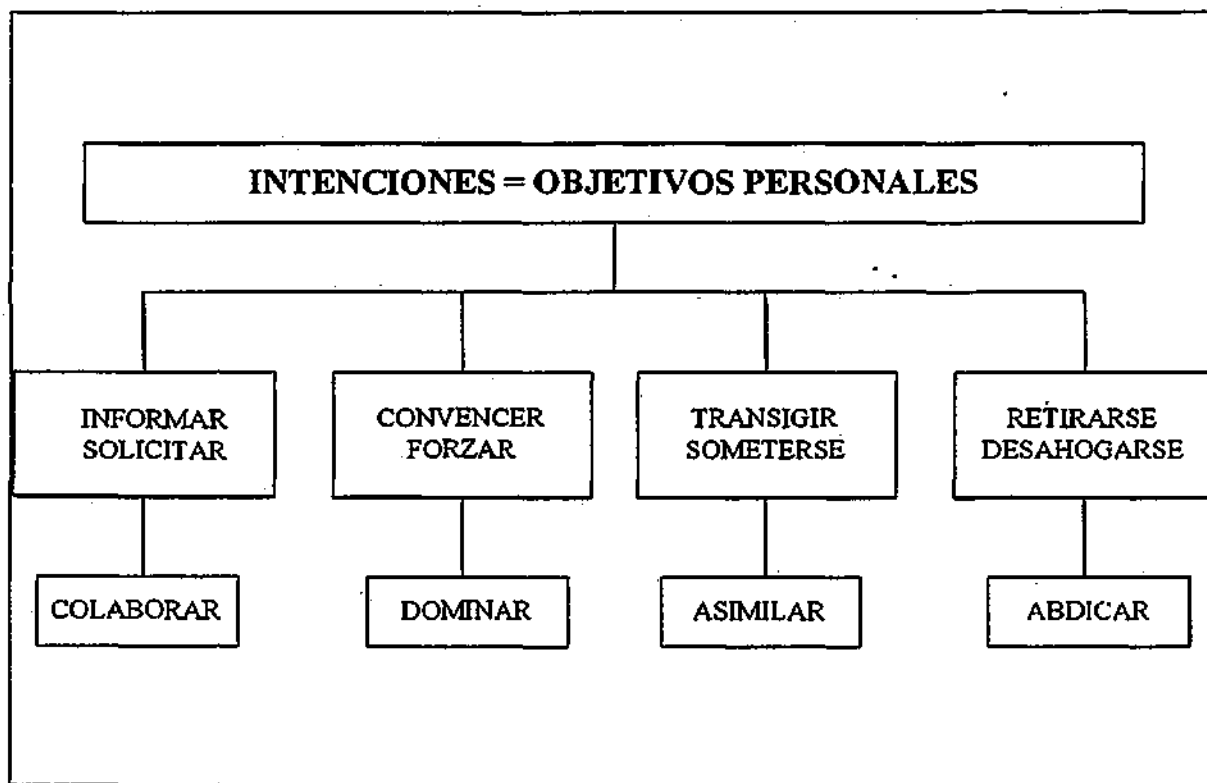 INTENCIONES = OBJETIVOS PERSONALES
INFORMAR
SOLICITAR
CONVENCER
FORZAR
TRANSIGIR
SOMETERSE
RETIRARSE
DESAHOGARSE
COLABORAR
DOMINAR
ASIMILAR
ABDICAR